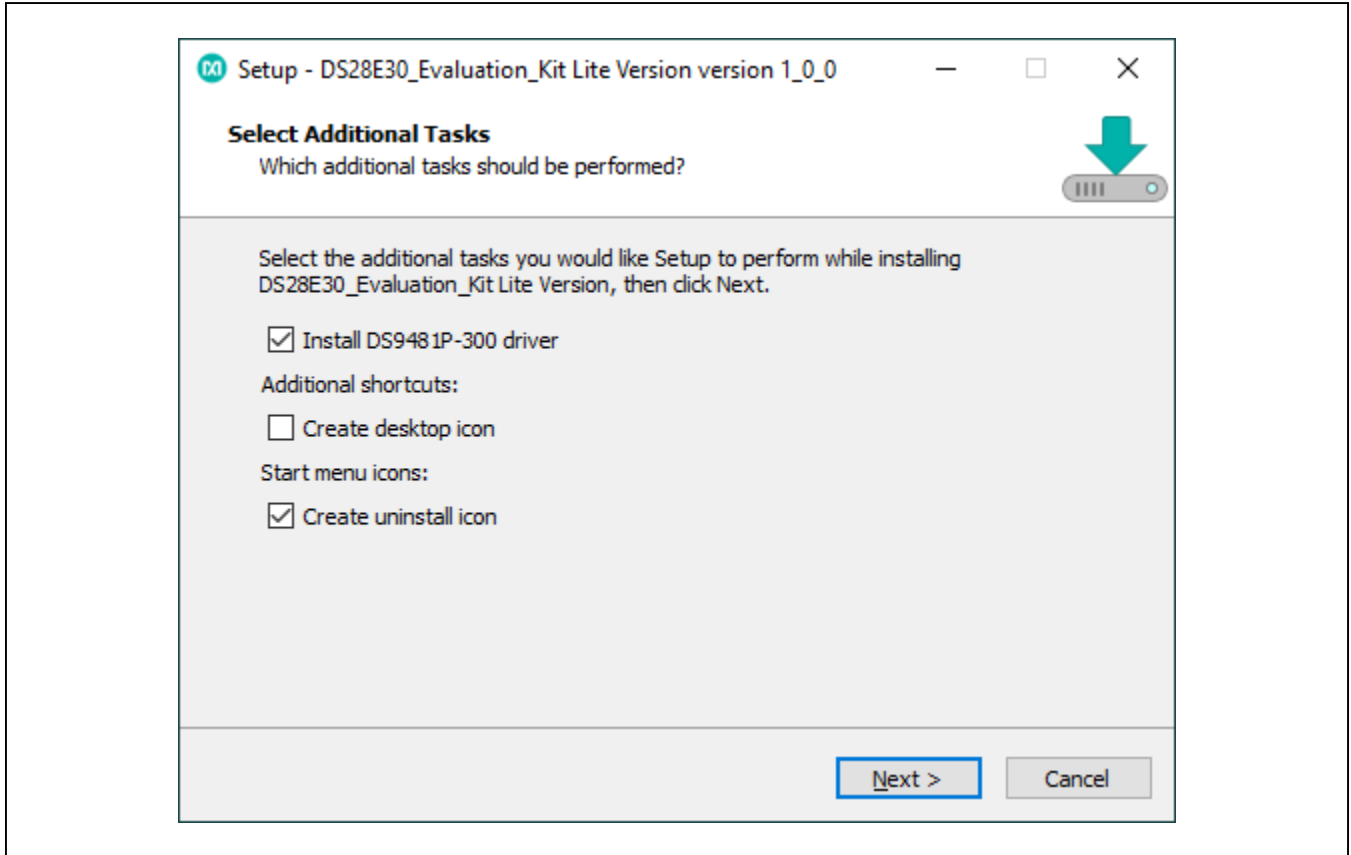 Setup - DS28E30_Evaluation_Kit Lite Version version 1_0_0
Select Additional Tasks
Which additional tasks should be performed?
Select the additional tasks you would like Setup to perform while installing
DS28E30_Evaluation_Kit Lite Version, then click Next.
Install DS9481P-300 driver
Additional shortcuts:
Create desktop icon
Start menu icons:
Create uninstall icon
Next >
Cancel